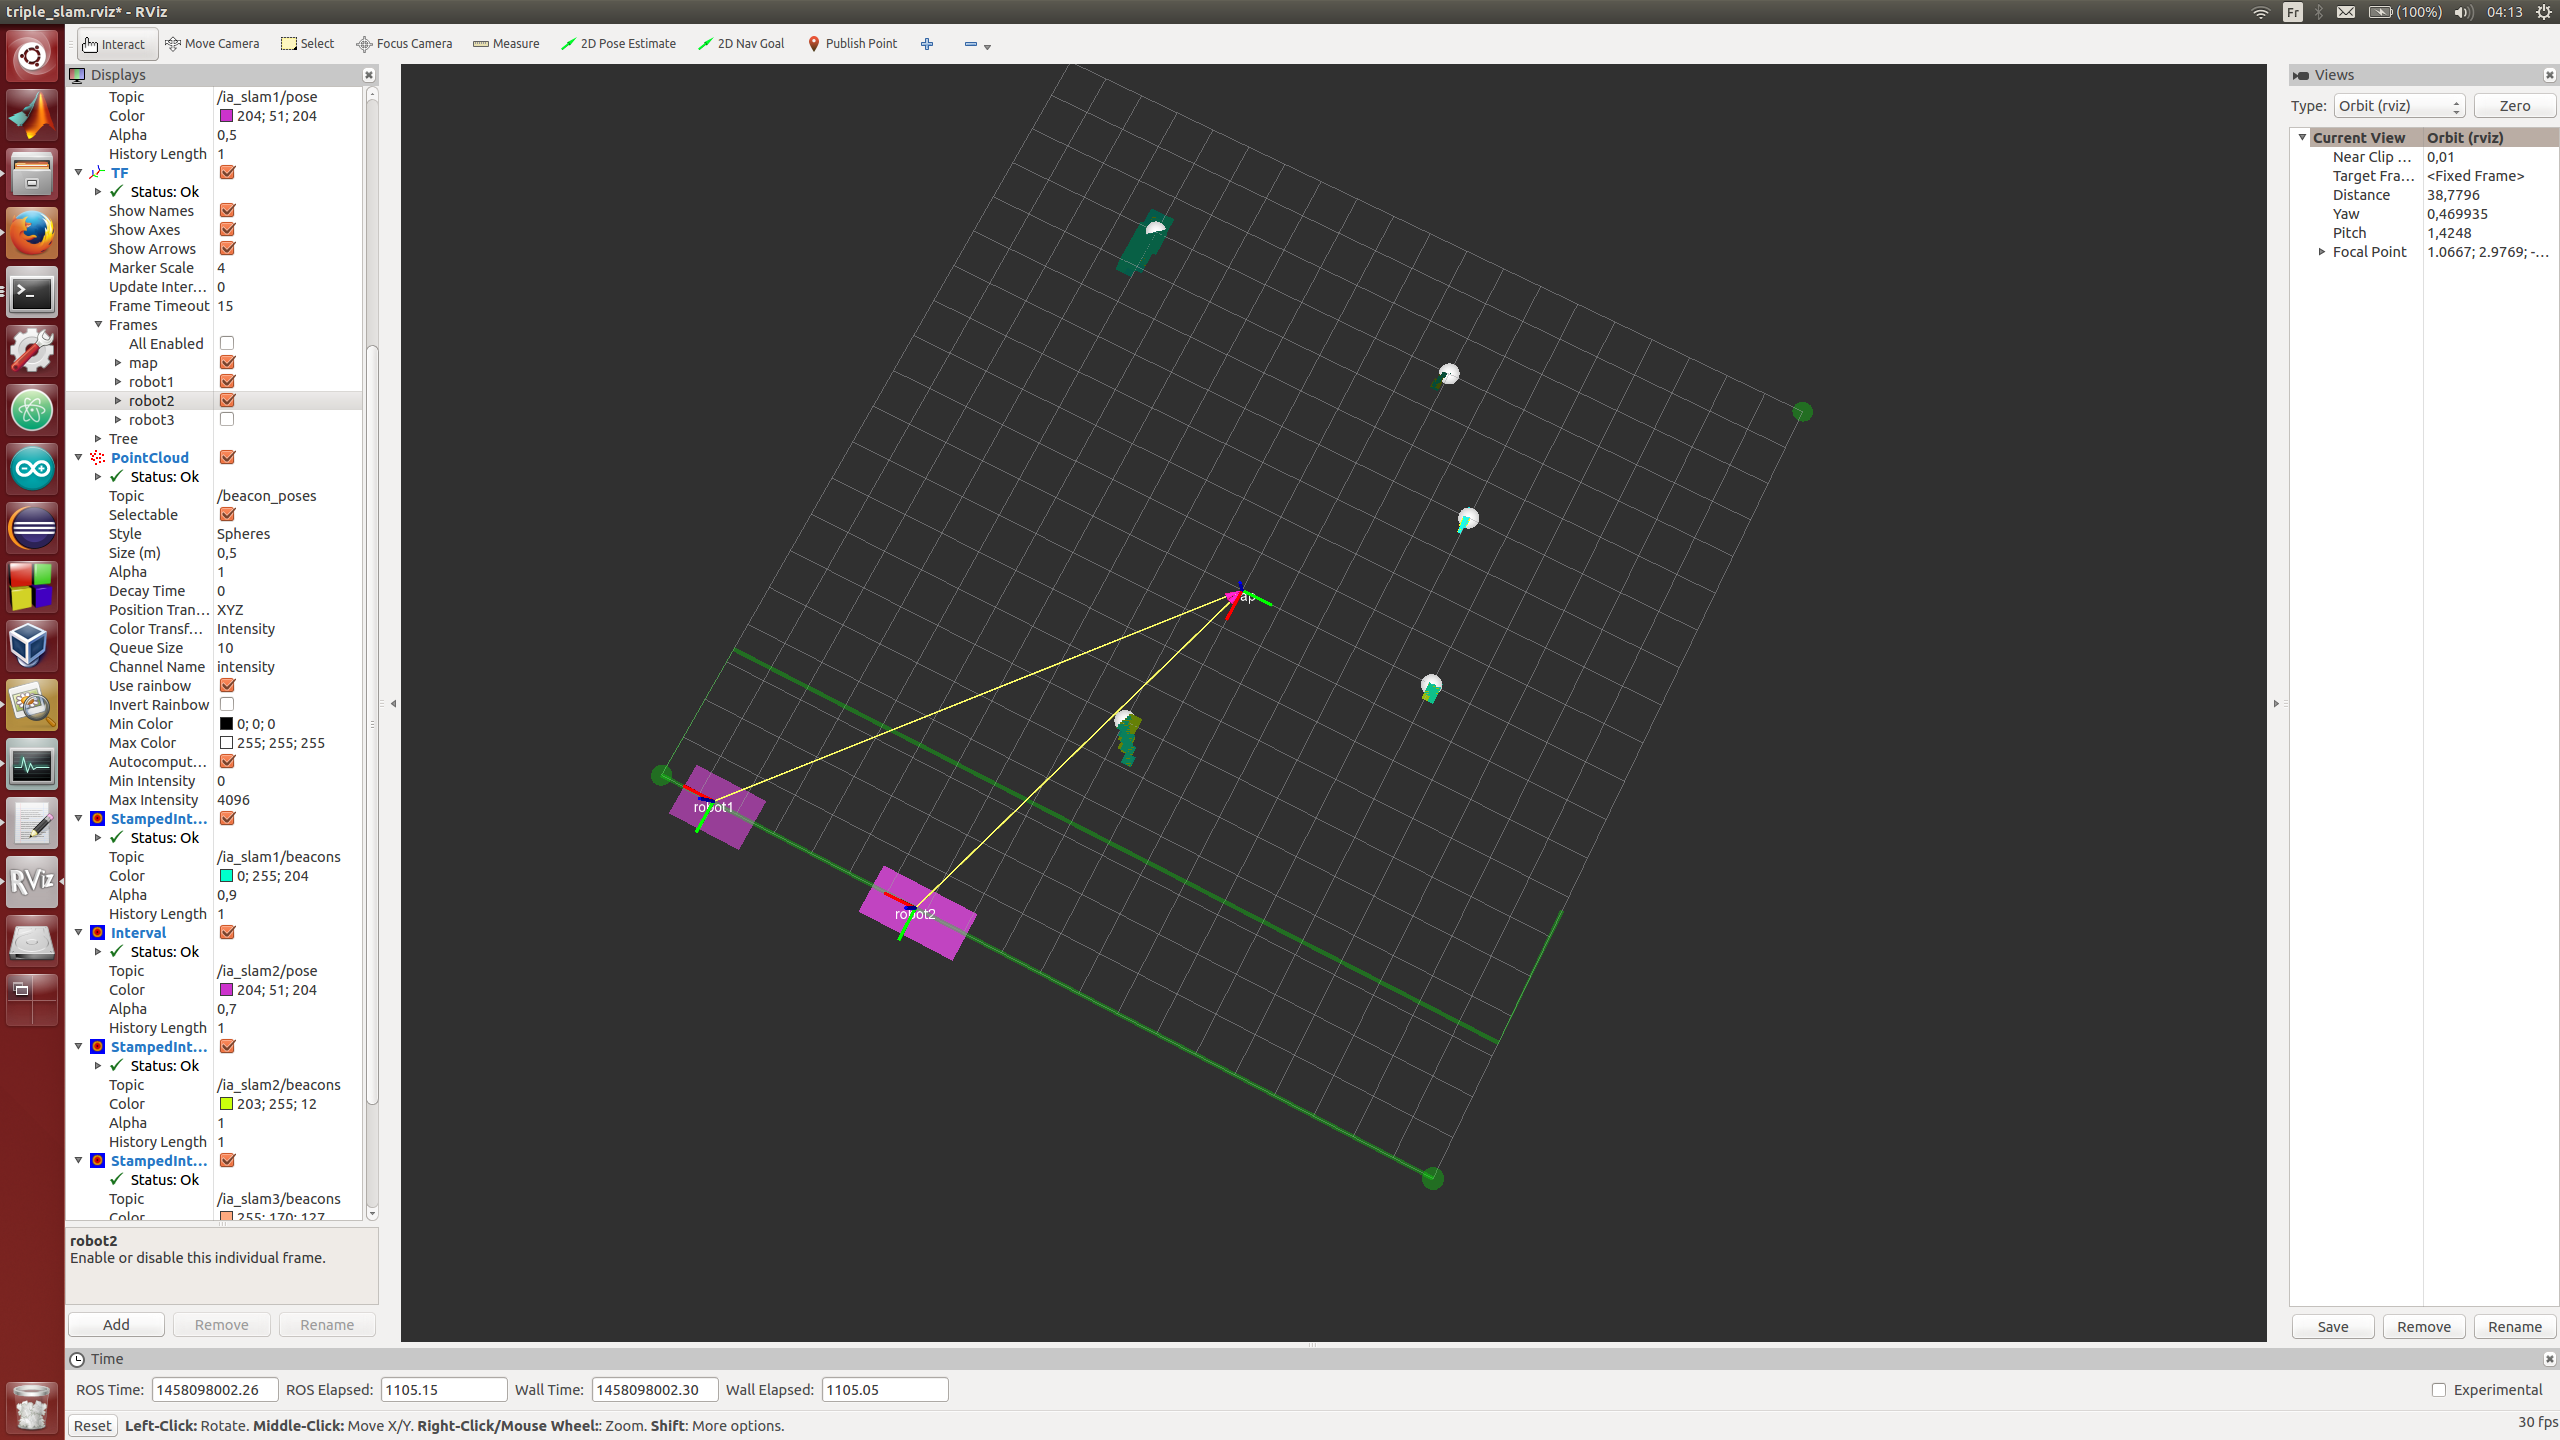 triple_slam.rviz* - RViz
Fr (100%) 04:13
Interact Move Camera Select Focus Camera Measure 2D Pose Estimate 2D Nav Goal Publish Point
Displays
Topic /ia_slam1/pose
Color 204; 51; 204
Alpha 0,5
History Length 1
TF
Status: Ok
Show Names
Show Axes
Show Arrows
Marker Scale 4
Update Inter... 0
Frame Timeout 15
Frames
All Enabled
map
robot1
robot2
robot3
Tree
PointCloud
Status: Ok
Topic /beacon_poses
Selectable
Style Spheres
Size (m) 0,5
Alpha 1
Decay Time 0
Position Tran... XYZ
Color Transf... Intensity
Queue Size 10
Channel Name intensity
Use rainbow
Invert Rainbow
Min Color 0; 0; 0
Max Color 255; 255; 255
Autocomput...
Min Intensity 0
Max Intensity 4096
StampedInt...
Status: Ok
Topic /ia_slam1/beacons
Color 0; 255; 204
Alpha 0,9
History Length 1
Interval
Status: Ok
Topic /ia_slam2/pose
Color 204; 51; 204
Alpha 0,7
History Length 1
StampedInt...
Status: Ok
Topic /ia_slam2/beacons
Color 203; 255; 12
Alpha 1
History Length 1
StampedInt...
Status: Ok
Topic /ia_slam3/beacons
Color 255; 170; 127
robot2
Enable or disable this individual frame.
Add Remove Rename
RViz
ap
robot1
robot2
Views
Type: Orbit (rviz) Zero
Current View Orbit (rviz)
Near Clip ... 0,01
Target Fra... <Fixed Frame>
Distance 38,7796
Yaw 0,469935
Pitch 1,4248
Focal Point 1.0667; 2.9769; -...
Save Remove Rename
Time
ROS Time: 1458098002.26 ROS Elapsed: 1105.15 Wall Time: 1458098002.30 Wall Elapsed: 1105.05 Experimental
Reset Left-Click: Rotate. Middle-Click: Move X/Y. Right-Click/Mouse Wheel:: Zoom. Shift: More options. 30 fps